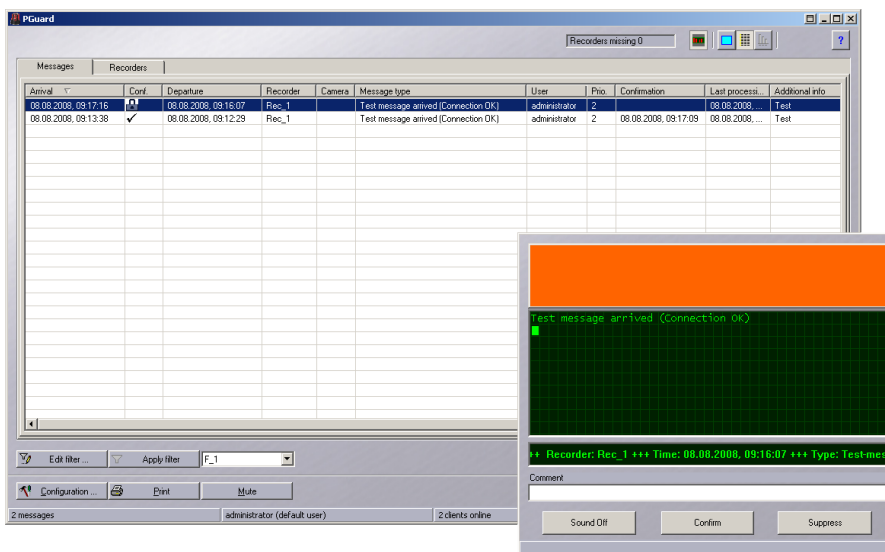 PGuard
Recorders missing 0
?
Messages Recorders
Arrival Conf. Departure Recorder Camera Message type User Prio. Confirmation Last processi... Additional info
08.08.2008, 09:17:16 08.08.2008, 09:16:07 Rec_1 Test message arrived (Connection OK) administrator 2 08.08.2008, ... Test
08.08.2008, 09:13:38 08.08.2008, 09:12:29 Rec_1 Test message arrived (Connection OK) administrator 2 08.08.2008, 09:17:09 08.08.2008, ... Test
Edit filter ... Apply filter F_1
Configuration ... Print Mute
2 messages administrator (default user) 2 clients online
Test message arrived (Connection OK)
++ Recorder: Rec_1 +++ Time: 08.08.2008, 09:16:07 +++ Type: Test-mes
Comment
Sound Off Confirm Suppress